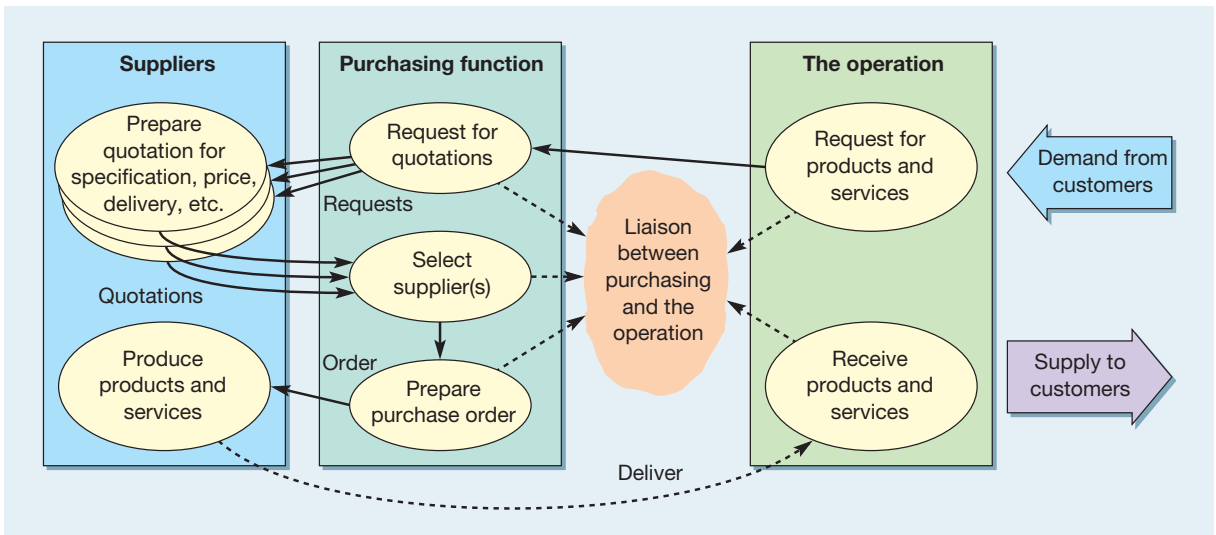 Suppliers
Purchasing function
The operation
Prepare
quotation for
specification, price,
delivery, etc.
Request for
quotations
Request for
products and
services
Demand from
customers
Requests
Liaison
between
purchasing
and the
operation
Select
supplier(s)
Quotations
Order
Produce
products and
services
Prepare
purchase order
Receive
products and
services
Supply to
customers
Deliver